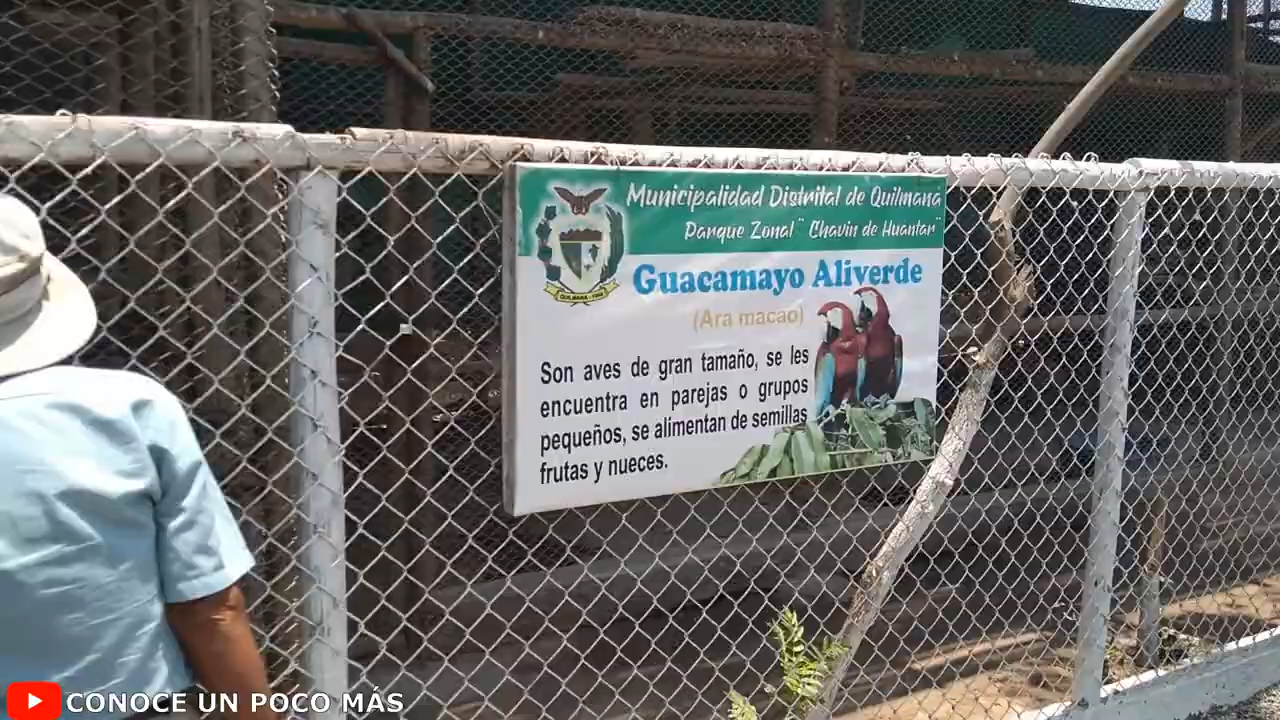 Municipalidad Distrital de Quilmaná
Parque Zonal "Chavin de Huantar"
Guacamayo Aliverde
(Ara macao)
Son aves de gran tamaño, se les
encuentra en parejas o grupos
pequeños, se alimentan de semillas
frutas y nueces.
CONOCE UN POCO MÁS